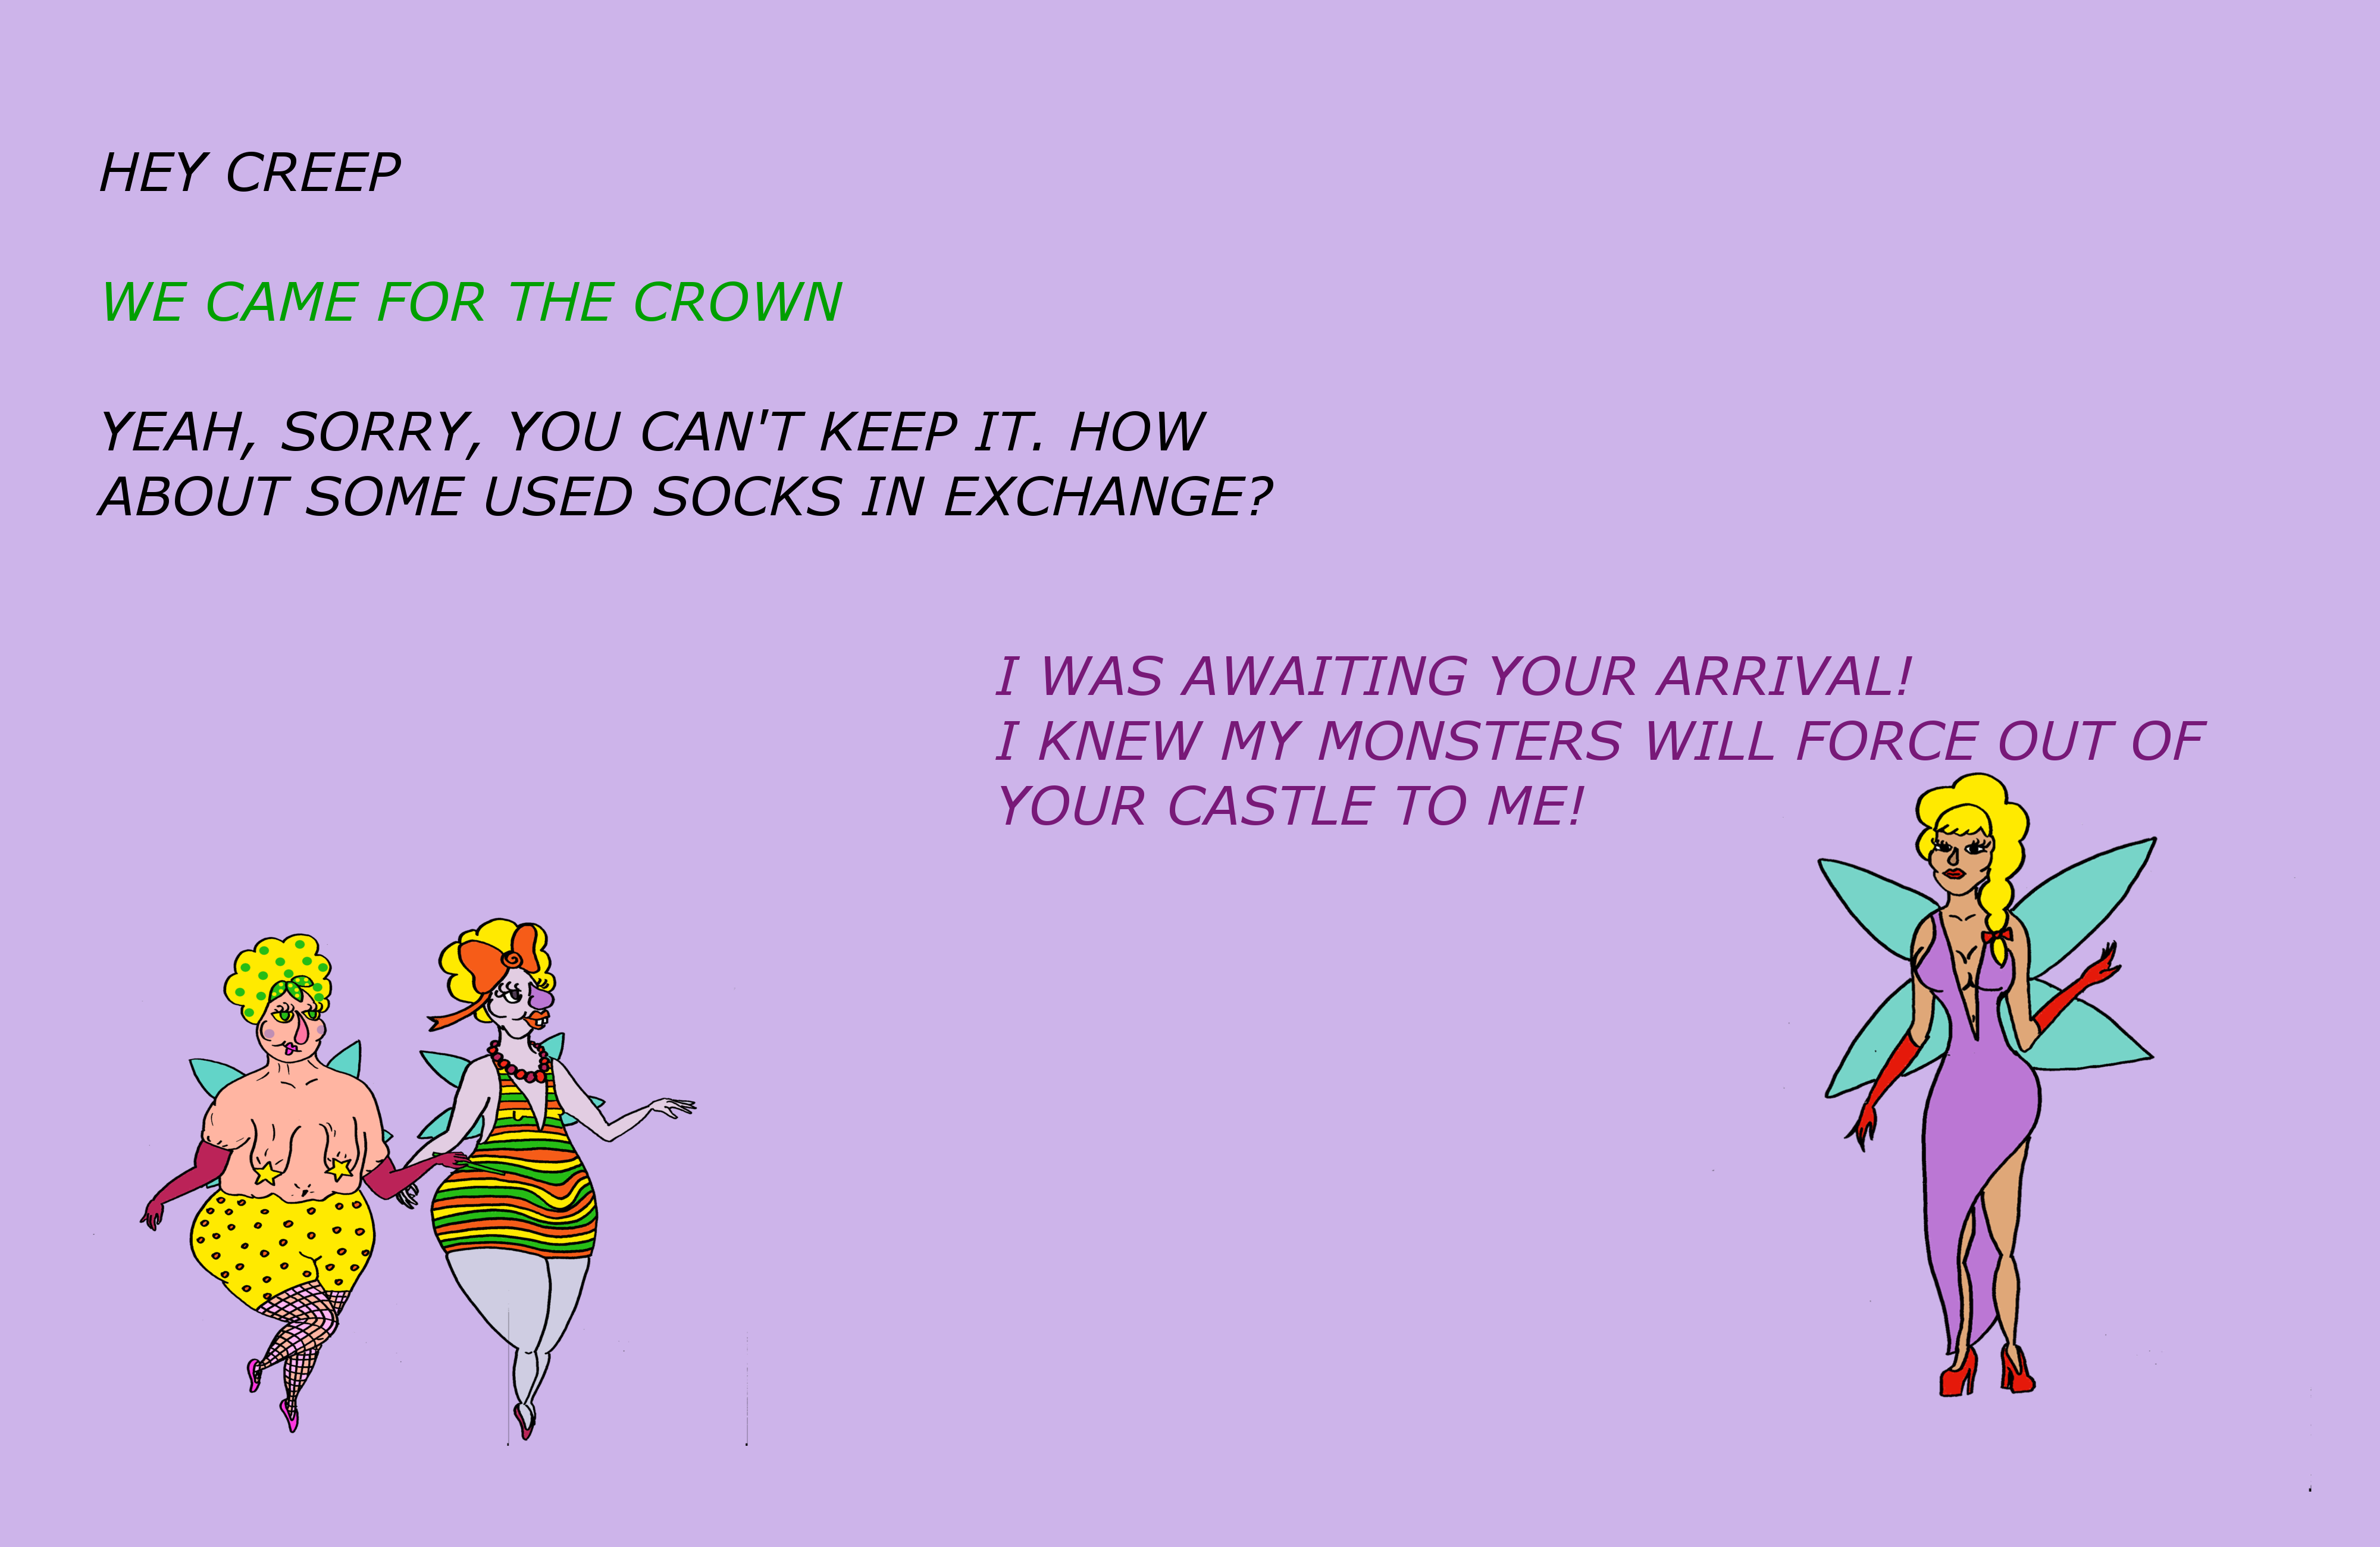 HEY CREEP
WE CAME FOR THE CROWN
YEAH, SORRY, YOU CAN'T KEEP IT. HOW
ABOUT SOME USED SOCKS IN EXCHANGE?
I WAS AWAITING YOUR ARRIVAL!
I KNEW MY MONSTERS WILL FORCE OUT OF
YOUR CASTLE TO ME!